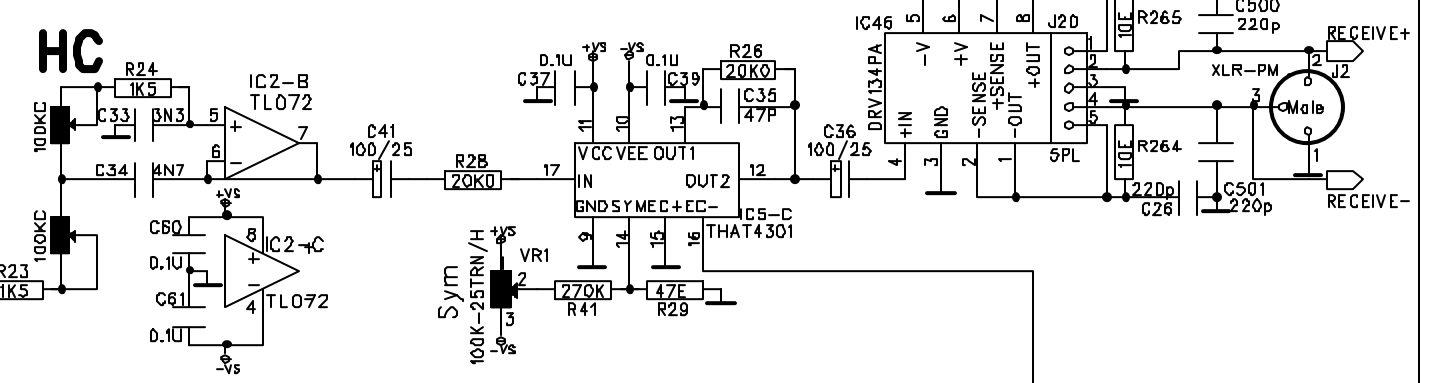 HC
R24
1K5
100KC
C33
3N3
5
6
7
IC2-B
TL072
C34
4N7
100KC
R23
1K5
+VS
C60
0.1U
C61
0.1U
8
4
IC2-C
TL072
-VS
C41
100/25
R28
20K0
17
0.1U
C37
+VS
-VS
0.1U
C39
11
10
13
R26
20K0
C35
47P
VCC VEE OUT1
IN
OUT2
GND SYM EC+ EC-
12
IC5-C
THAT4301
9
14
15
16
Sym
100K-25TRN/H
+VS
VR1
2
3
-VS
270K
R41
47E
R29
C36
100/25
IC46
DRV134PA
5
6
7
8
-V
+V
+SENSE
+OUT
+IN
GND
-SENSE
-OUT
4
3
2
1
J20
1
2
3
4
5
5PL
10E
R265
10E
R264
C500
220p
220p
C26
C501
220p
XLR-PM
J2
2
3
Male
1
RECEIVE+
RECEIVE-